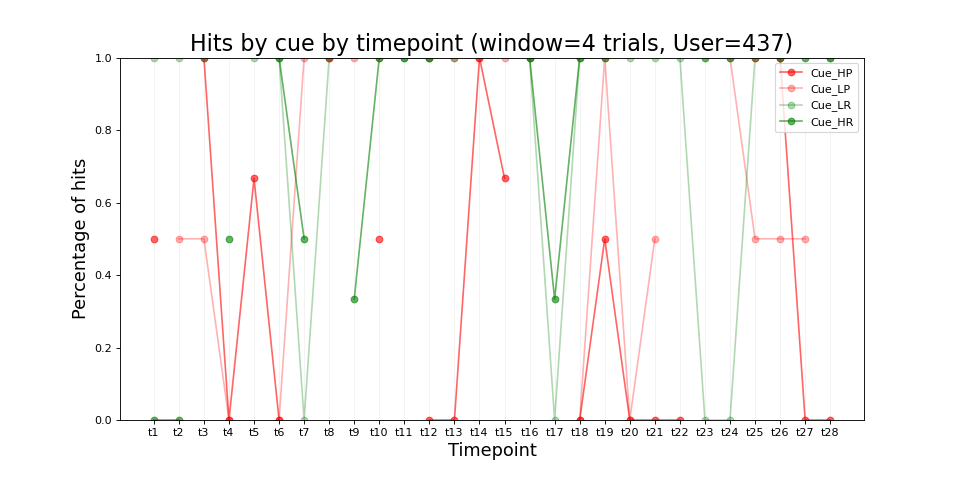 Hits by cue by timepoint (window=4 trials, User=437)
Percentage of hits
1.0
0.8
0.6
0.4
0.2
0.0
Cue_HP
Cue_LP
Cue_LR
Cue_HR
t1 t2 t3 t4 t5 t6 t7 t8 t9 t10 t11 t12 t13 t14 t15 t16 t17 t18 t19 t20 t21 t22 t23 t24 t25 t26 t27 t28
Timepoint